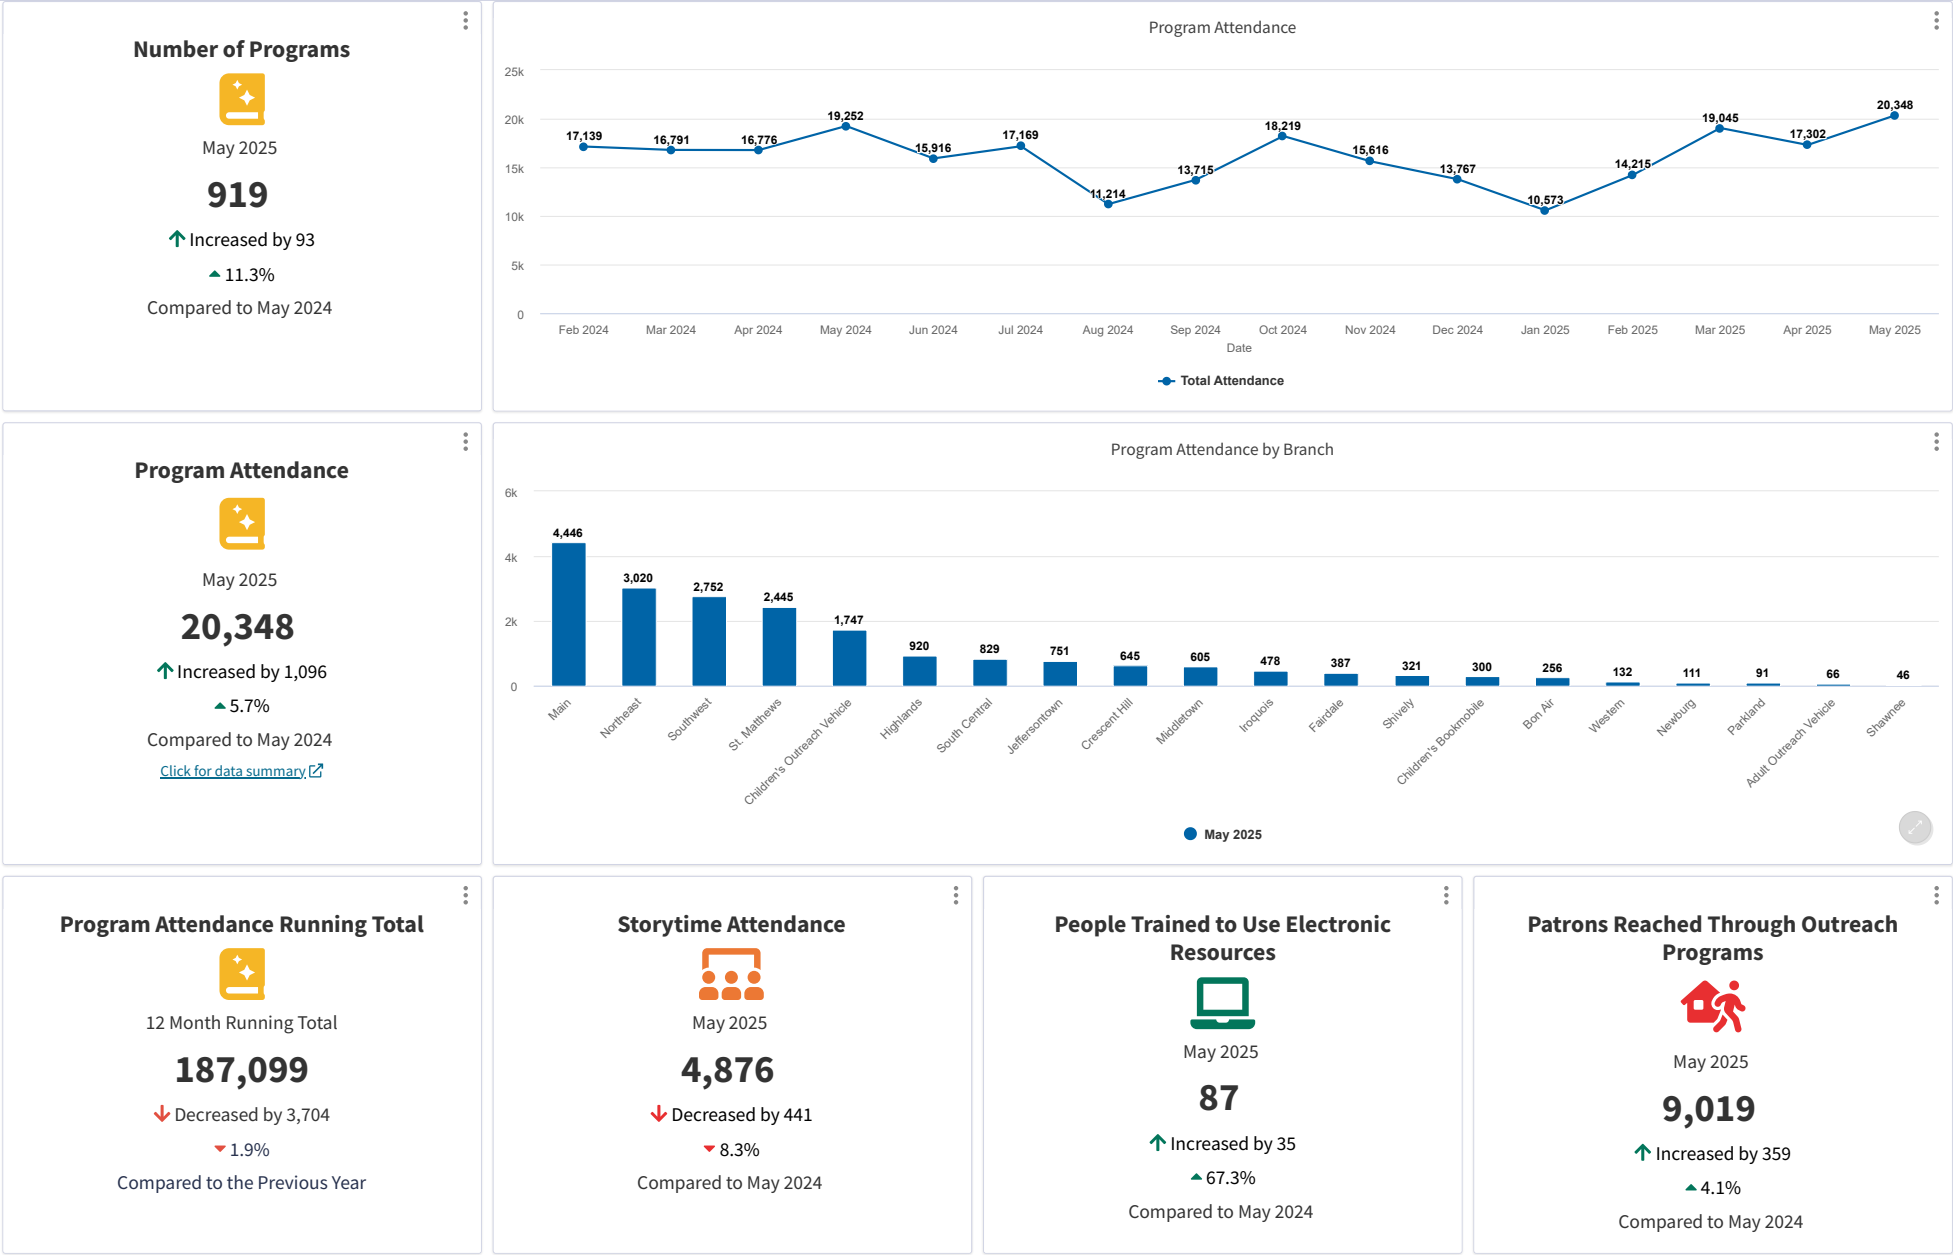 Number of Programs
May 2025
919
Increased by 93
11.3%
Compared to May 2024
Program Attendance
25k
20k
15k
10k
5k
0
17,139
16,791
16,776
19,252
15,916
17,169
11,214
13,715
18,219
15,616
13,767
10,573
14,215
19,045
17,302
20,348
Feb 2024
Mar 2024
Apr 2024
May 2024
Jun 2024
Jul 2024
Aug 2024
Sep 2024
Oct 2024
Nov 2024
Dec 2024
Jan 2025
Feb 2025
Mar 2025
Apr 2025
May 2025
Date
Total Attendance
Program Attendance
May 2025
20,348
Increased by 1,096
5.7%
Compared to May 2024
Click for data summary
Program Attendance by Branch
6k
4k
2k
0
4,446
3,020
2,752
2,445
1,747
920
829
751
645
605
478
387
321
300
256
132
111
91
66
46
Main
Northeast
Southwest
St. Matthews
Children's Outreach Vehicle
Highlands
South Central
Jeffersontown
Crescent Hill
Middletown
Iroquois
Fairdale
Shively
Children's Bookmobile
Bon Air
Western
Newburg
Parkland
Adult Outreach Vehicle
Shawnee
May 2025
Program Attendance Running Total
12 Month Running Total
187,099
Decreased by 3,704
1.9%
Compared to the Previous Year
Storytime Attendance
May 2025
4,876
Decreased by 441
8.3%
Compared to May 2024
People Trained to Use Electronic
Resources
May 2025
87
Increased by 35
67.3%
Compared to May 2024
Patrons Reached Through Outreach
Programs
May 2025
9,019
Increased by 359
4.1%
Compared to May 2024